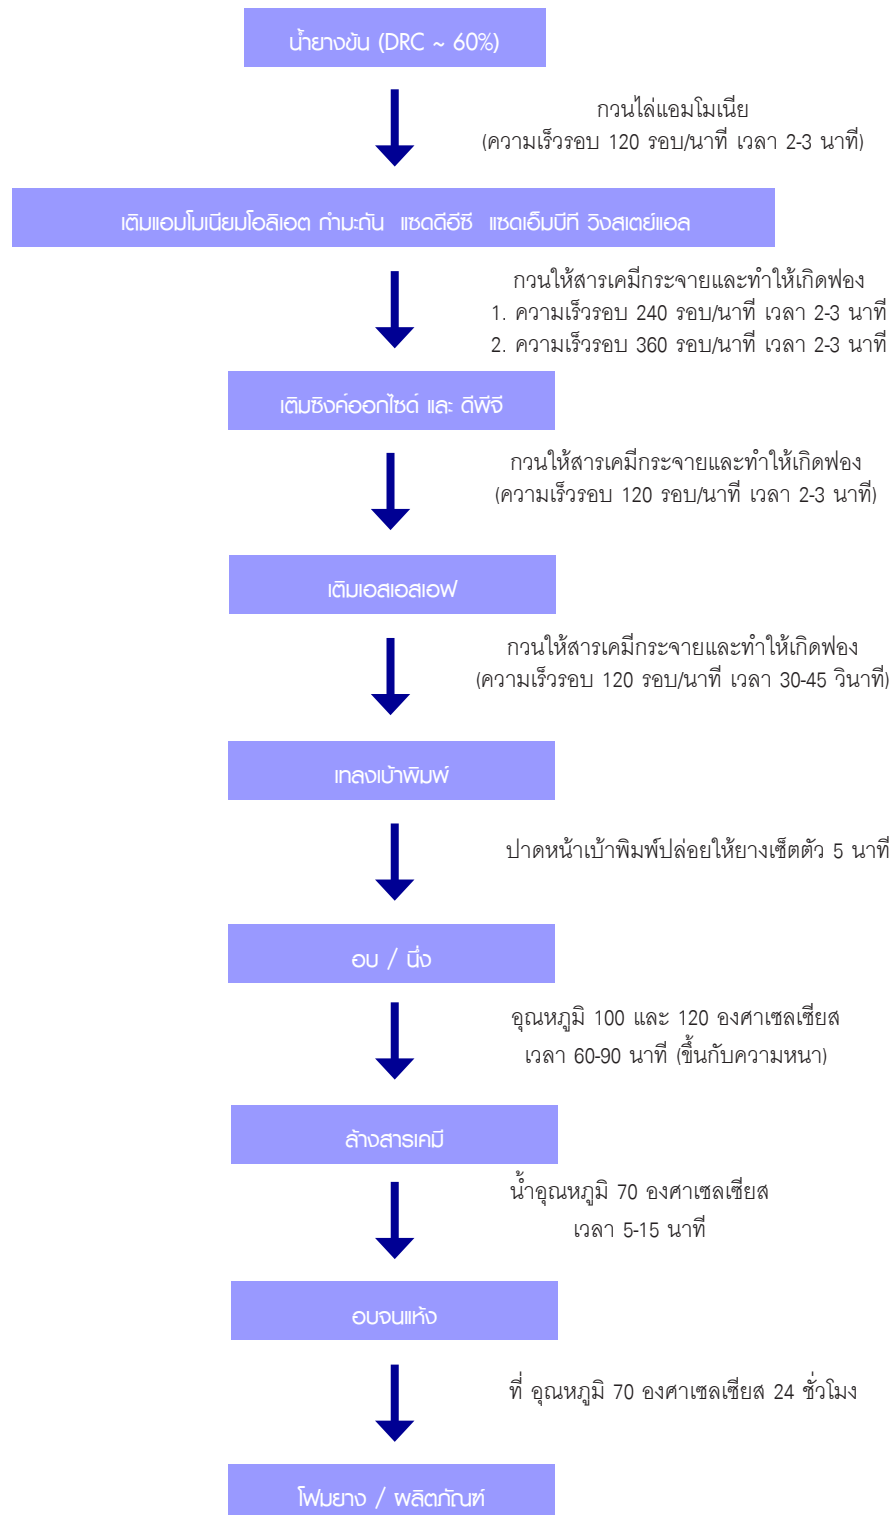 น้ำยางข้น (DRC ~ 60%)
กวนไล่แอมโมเนีย
(ความเร็วรอบ 120 รอบ/นาที เวลา 2-3 นาที)
เติมแอมโมเนียมโอลิเอต กำมะถัน แซดดีอีซี แซดเอ็มบีที วิงสเตย์แอล
กวนให้สารเคมีกระจายและทำให้เกิดฟอง
1. ความเร็วรอบ 240 รอบ/นาที เวลา 2-3 นาที
2. ความเร็วรอบ 360 รอบ/นาที เวลา 2-3 นาที
เติมซิงค์ออกไซด์ และ ดีพีจี
กวนให้สารเคมีกระจายและทำให้เกิดฟอง
(ความเร็วรอบ 120 รอบ/นาที เวลา 2-3 นาที)
เติมเอสเอสเอฟ
กวนให้สารเคมีกระจายและทำให้เกิดฟอง
(ความเร็วรอบ 120 รอบ/นาที เวลา 30-45 วินาที)
เทลงเบ้าพิมพ์
ปาดหน้าเบ้าพิมพ์ปล่อยให้ยางเซ็ตตัว 5 นาที
อบ / นึ่ง
อุณหภูมิ 100 และ 120 องศาเซลเซียส
เวลา 60-90 นาที (ขึ้นกับความหนา)
ล้างสารเคมี
น้ำอุณหภูมิ 70 องศาเซลเซียส
เวลา 5-15 นาที
อบจนแห้ง
ที่ อุณหภูมิ 70 องศาเซลเซียส 24 ชั่วโมง
โฟมยาง / ผลิตภัณฑ์